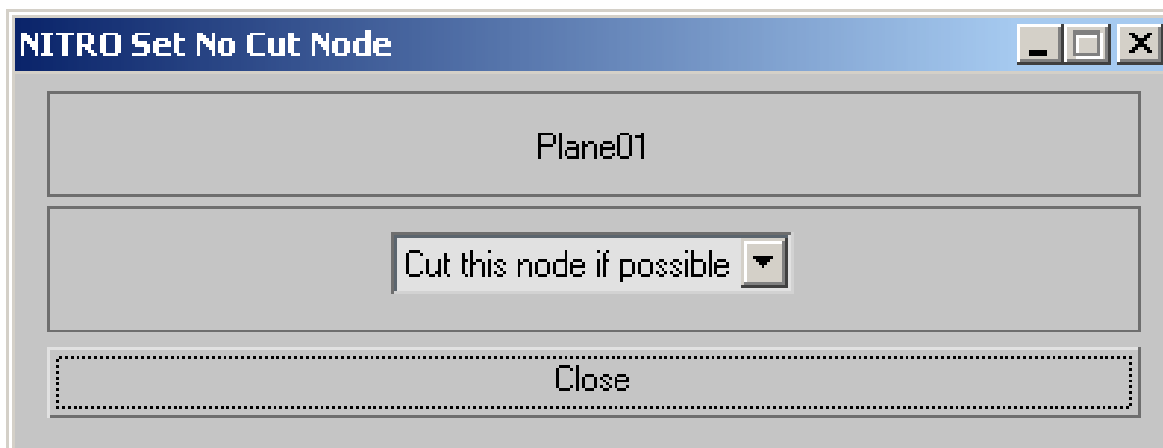 NITRO Set No Cut Node
Plane01
Cut this node if possible
Close